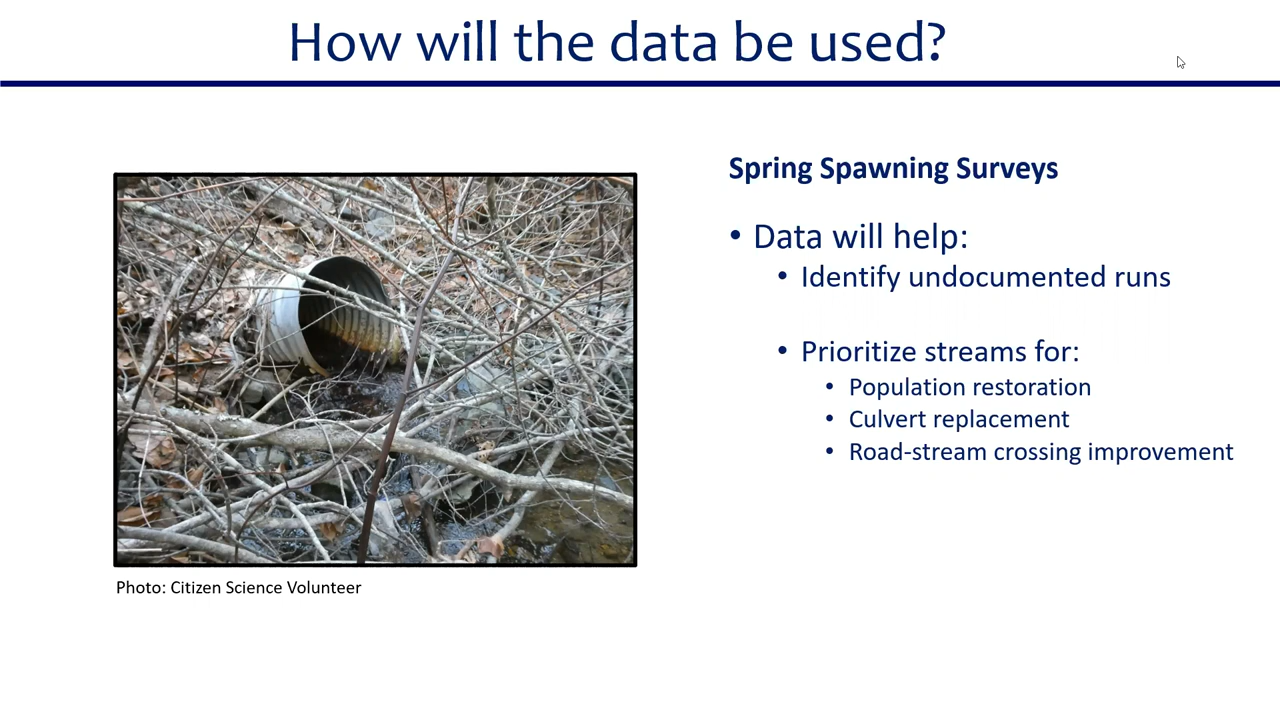 How will the data be used?
Spring Spawning Surveys
• Data will help:
• Identify undocumented runs
• Prioritize streams for:
• Population restoration
• Culvert replacement
• Road-stream crossing improvement
Photo: Citizen Science Volunteer